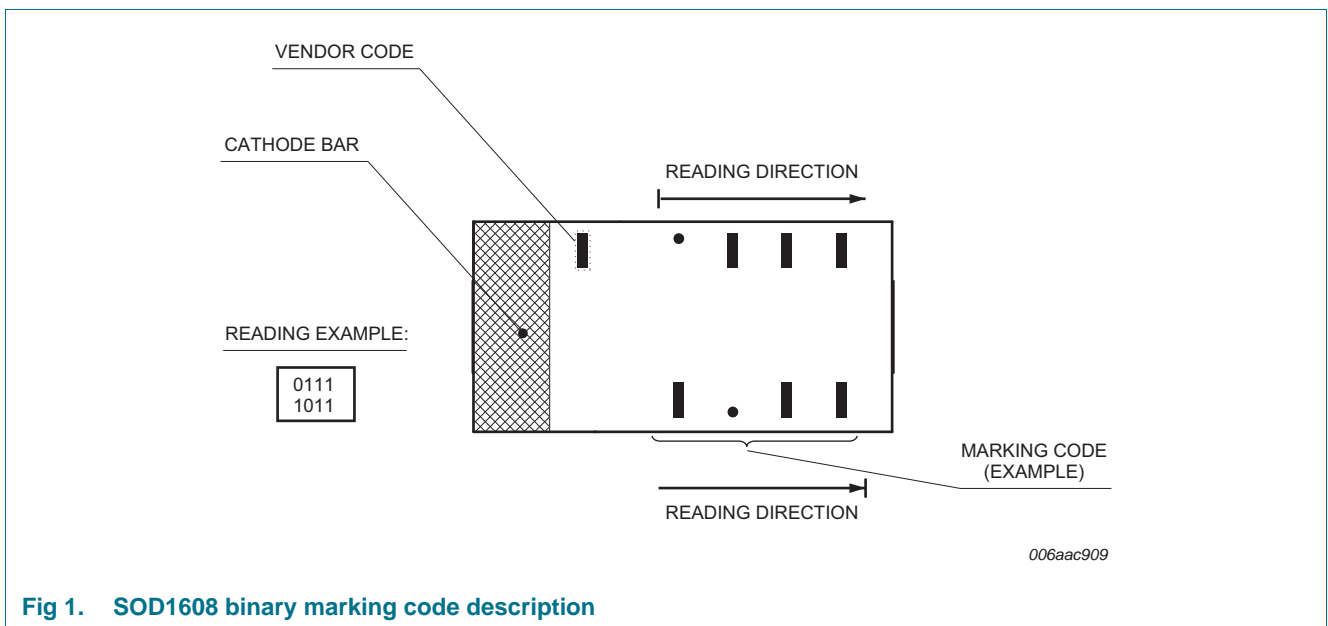 VENDOR CODE
CATHODE BAR
READING DIRECTION
READING EXAMPLE:
0111
1011
MARKING CODE
(EXAMPLE)
READING DIRECTION
006aac909
Fig 1. SOD1608 binary marking code description